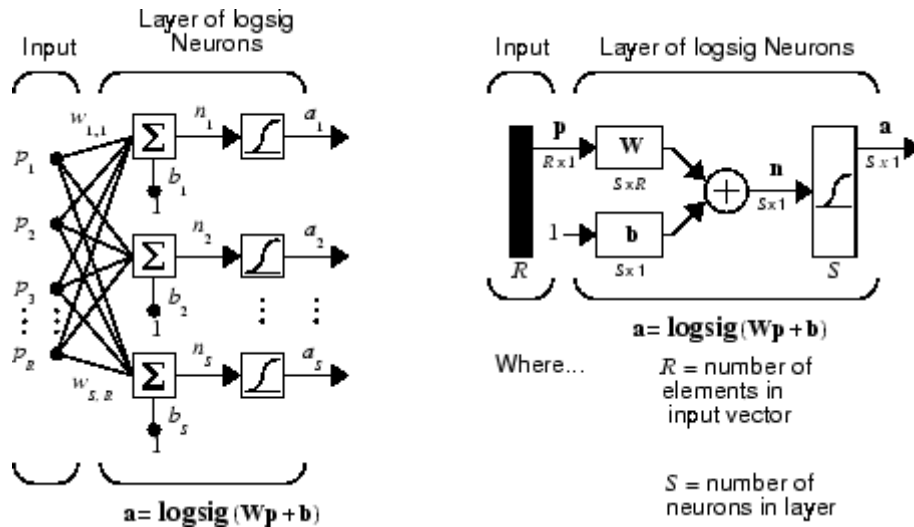 Input
Layer of logsig
Neurons
w1,1
n1
a1
p1
Σ
b1
1
p2
n2
a2
Σ
p3
b2
1
pR
nS
aS
Σ
wS,R
bS
1
a= logsig (Wp + b)
Input
Layer of logsig Neurons
p
a
W
R x 1
S x 1
S x R
n
+
S x 1
1
b
S x 1
R
S
a= logsig (Wp + b)
Where...
R = number of
elements in
input vector
S = number of
neurons in layer